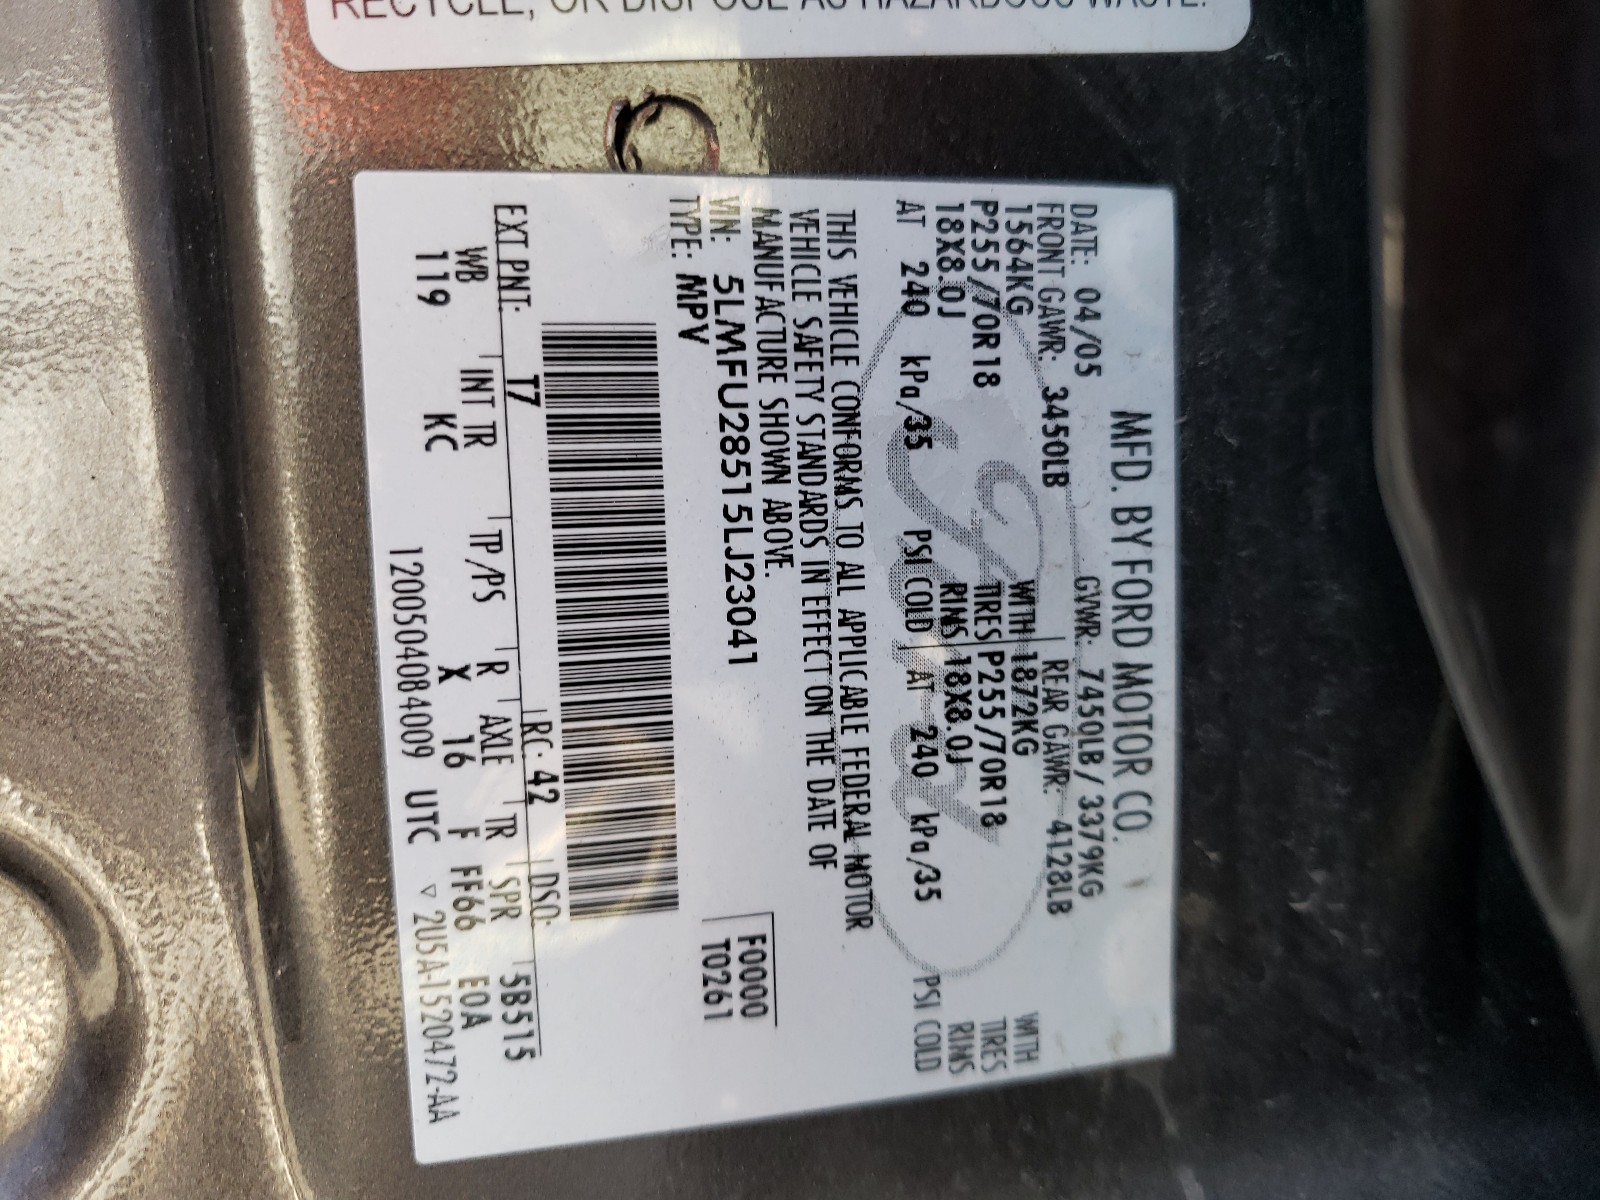 RECYCLE, OR DISPOSE AS HAZARDOUS WASTE.
MFD. BY FORD MOTOR CO.
DATE: 04/05 GVWR: 7450LB / 3379KG
FRONT GAWR: 3450LB REAR GAWR: 4128LB
1564KG WITH 1872KG WITH
P255/70R18 TIRES P255/70R18 TIRES
18X8.0J RIMS 18X8.0J RIMS
AT 240 kPa/35 PSI COLD AT 240 kPa/35 PSI COLD
THIS VEHICLE CONFORMS TO ALL APPLICABLE FEDERAL MOTOR
VEHICLE SAFETY STANDARDS IN EFFECT ON THE DATE OF
MANUFACTURE SHOWN ABOVE.
VIN: 5LMFU28515LJ23041 F0000
TYPE: MPV T0261
EXT PNT: T7 RC: 42 DSO:
WB INT TR TP/PS R AXLE TR SPR 5B515
119 KC X 16 F FF66 E0A
120050408 4009 UTC ▽ 2U5A-1520472-AA
Ford